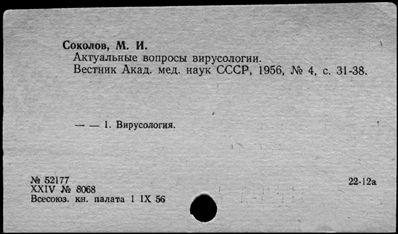 Соколов, М. И.
Актуальные вопросы вирусологии.
Вестник Акад. мед. наук СССР, 1956, № 4, с. 31-38.
— — 1. Вирусология.
№ 52177
XXIV № 8068
Всесоюз. кн. палата 1 IX 56
22-12а